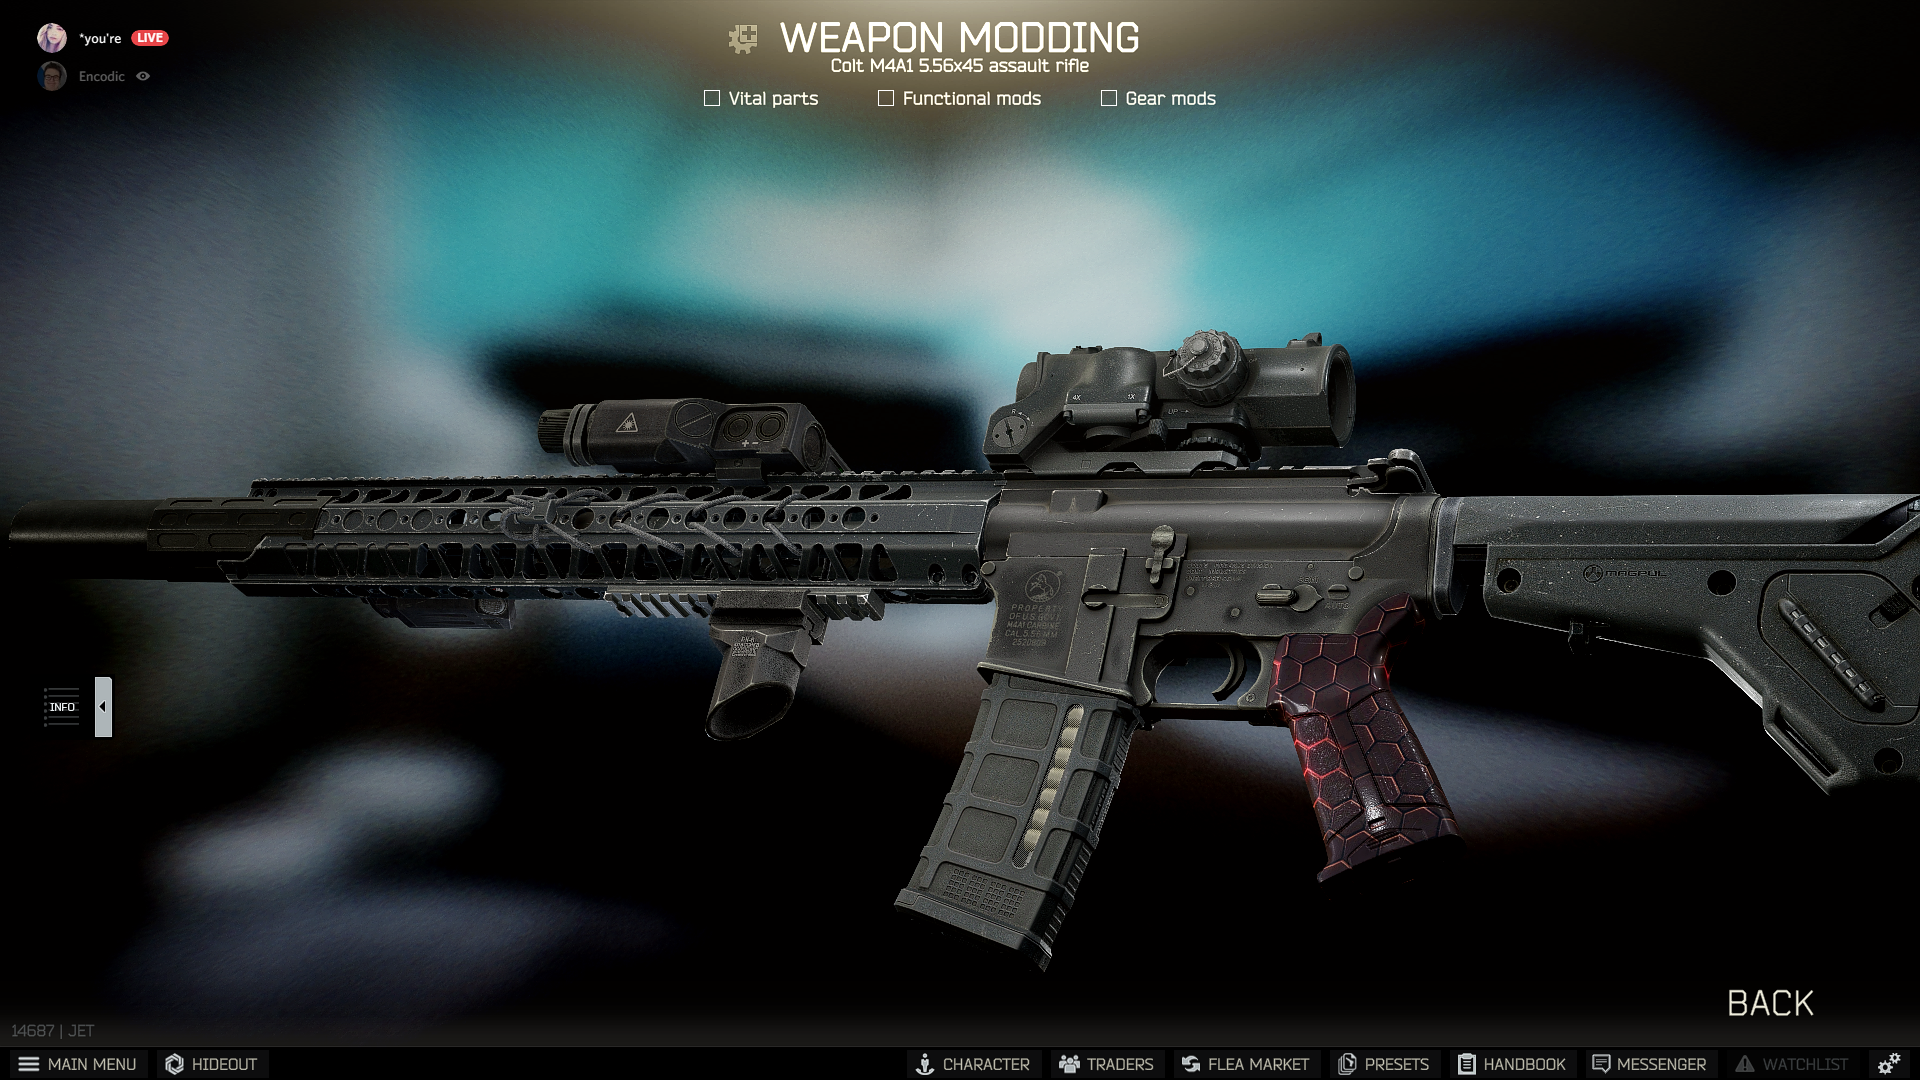 *you're LIVE
Encodic
WEAPON MODDING
Colt M4A1 5.56x45 assault rifle
Vital parts
Functional mods
Gear mods
4X
1X
UP
MAGPUL
AUTO
PROPERTY
OF U.S. GOVT
M4A1 CARBINE
CAL. 5.56 MM
INFO
BACK
14687 | JET
MAIN MENU
HIDEOUT
CHARACTER
TRADERS
FLEA MARKET
PRESETS
HANDBOOK
MESSENGER
WATCHLIST